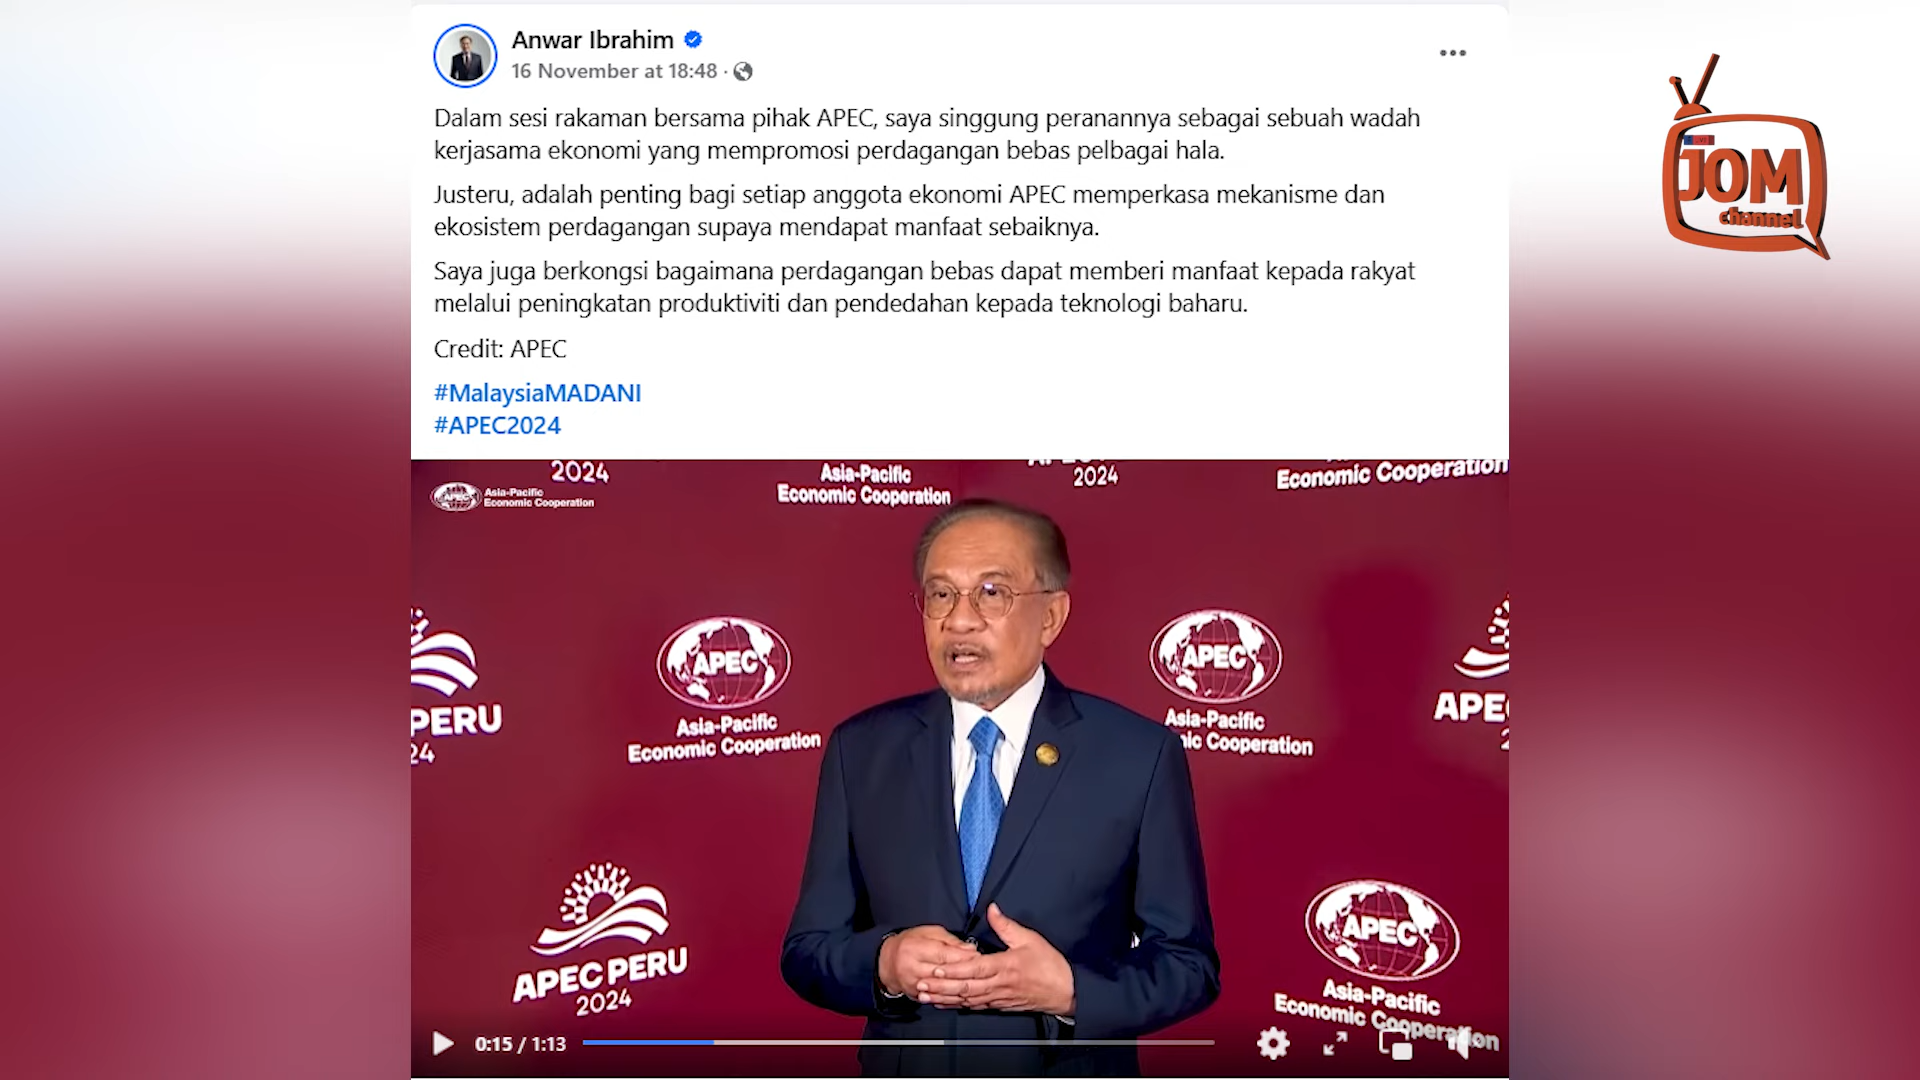 Anwar Ibrahim
16 November at 18:48 ·
Dalam sesi rakaman bersama pihak APEC, saya singgung peranannya sebagai sebuah wadah
kerjasama ekonomi yang mempromosi perdagangan bebas pelbagai hala.
Justeru, adalah penting bagi setiap anggota ekonomi APEC memperkasa mekanisme dan
ekosistem perdagangan supaya mendapat manfaat sebaiknya.
Saya juga berkongsi bagaimana perdagangan bebas dapat memberi manfaat kepada rakyat
melalui peningkatan produktiviti dan pendedahan kepada teknologi baharu.
Credit: APEC
#MalaysiaMADANI
#APEC2024
JOM
channel
2024
Asia-Pacific
Economic Cooperation
2024
Economic Cooperation
APEC
Asia-Pacific
Economic Cooperation
PERU
24
APEC
Asia-Pacific
Economic Cooperation
APEC
Asia-Pacific
Cooperation
APE
APEC PERU
2024
APEC
Asia-Pacific
Economic Cooperation
0:15 / 1:13